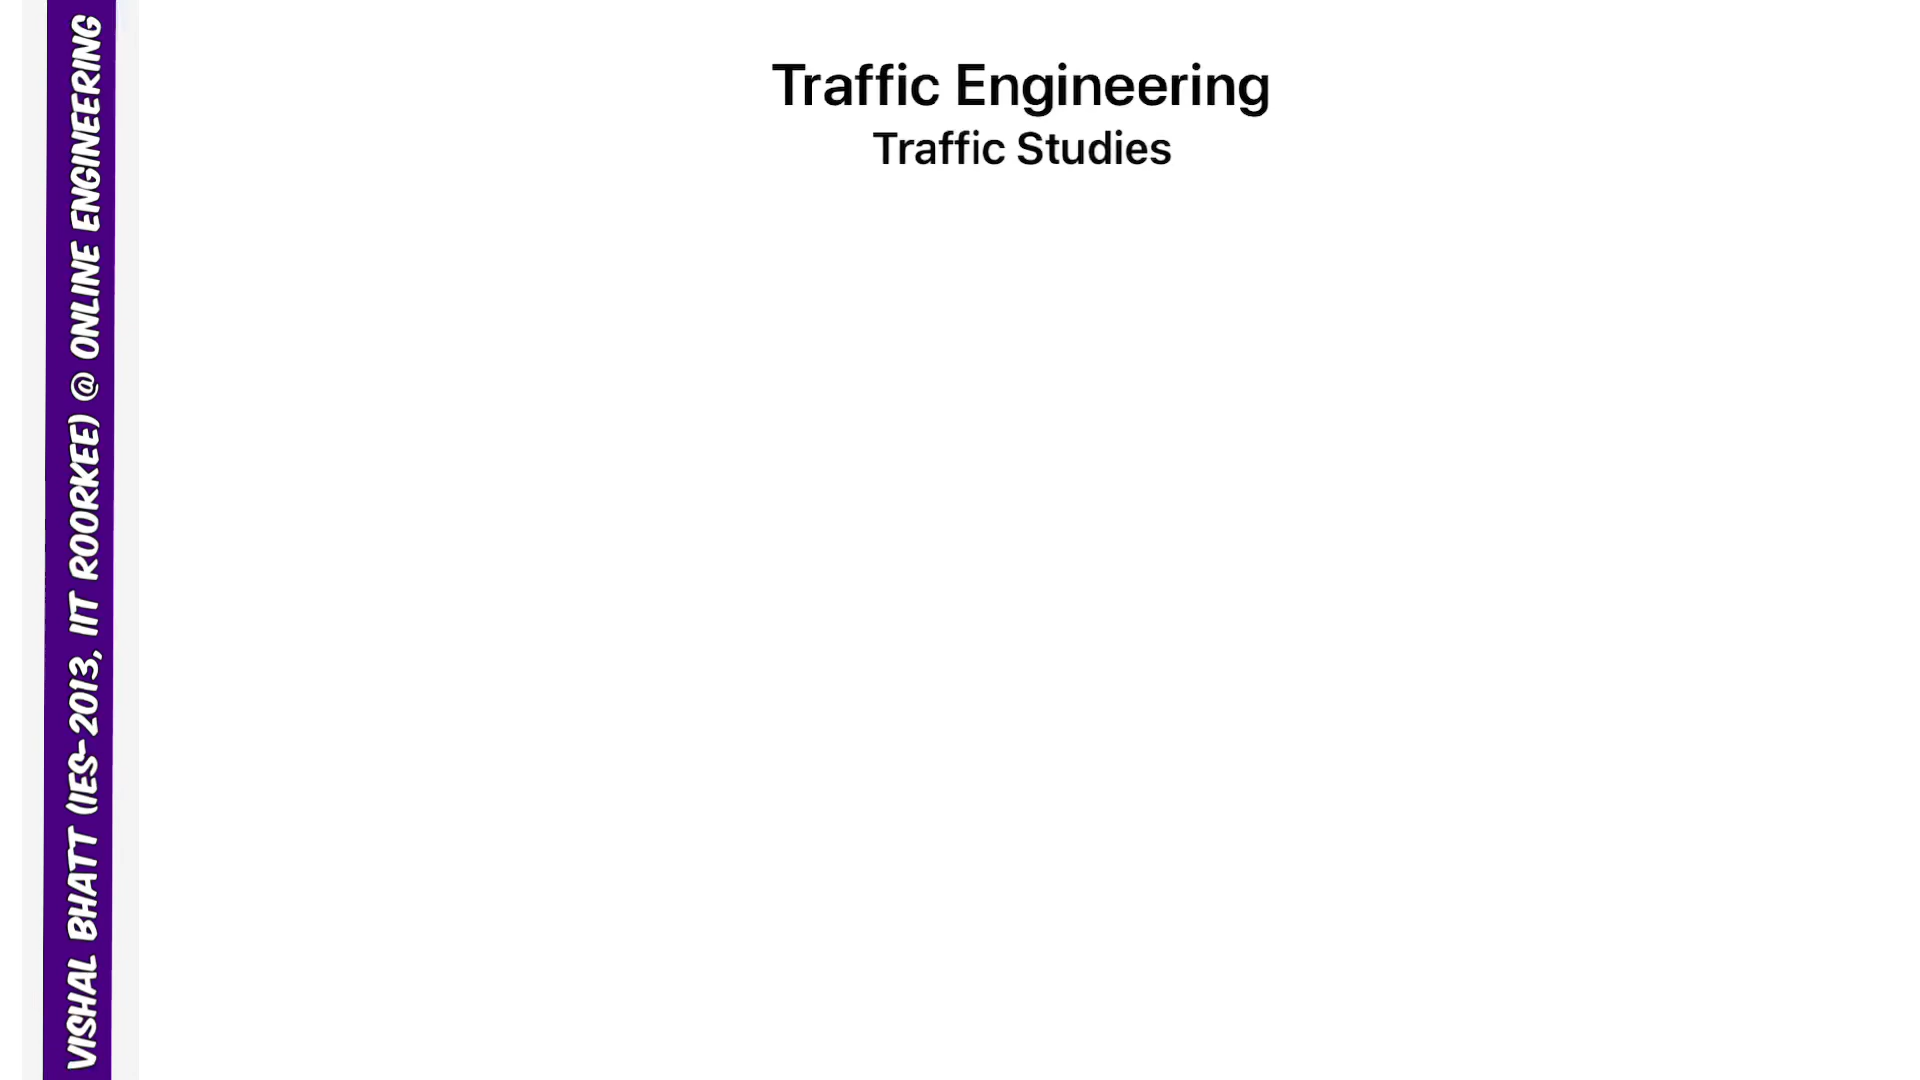 Traffic Engineering
Traffic Studies
VISHAL BHATT (IES-2013, IIT ROORKEE) @ ONLINE ENGINEERING